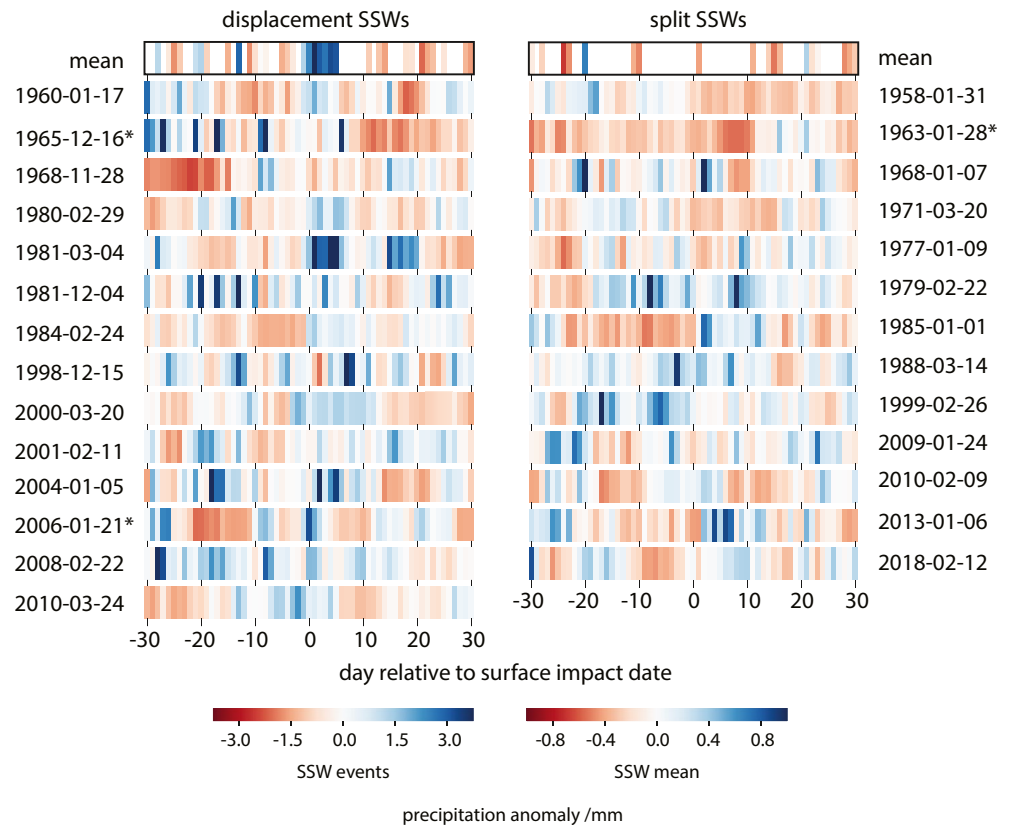 displacement SSWs
split SSWs
mean
mean
1960-01-17
1958-01-31
1965-12-16*
1963-01-28*
1968-11-28
1968-01-07
1980-02-29
1971-03-20
1981-03-04
1977-01-09
1981-12-04
1979-02-22
1984-02-24
1985-01-01
1998-12-15
1988-03-14
2000-03-20
1999-02-26
2001-02-11
2009-01-24
2004-01-05
2010-02-09
2006-01-21*
2013-01-06
2008-02-22
2018-02-12
2010-03-24
-30 -20 -10 0 10 20 30
-30 -20 -10 0 10 20 30
day relative to surface impact date
-3.0 -1.5 0.0 1.5 3.0
-0.8 -0.4 0.0 0.4 0.8
SSW events
SSW mean
precipitation anomaly /mm